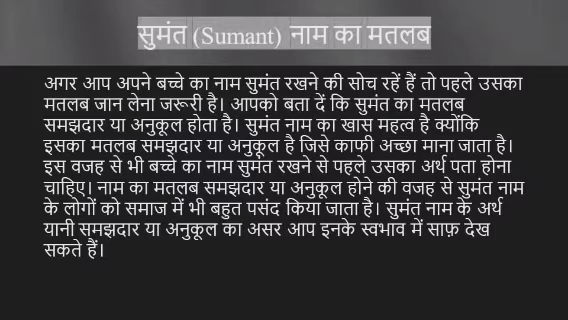 सुमंत (Sumant) नाम का मतलब
अगर आप अपने बच्चे का नाम सुमंत रखने की सोच रहें हैं तो पहले उसका
मतलब जान लेना जरूरी है। आपको बता दें कि सुमंत का मतलब
समझदार या अनुकूल होता है। सुमंत नाम का खास महत्व है क्योंकि
इसका मतलब समझदार या अनुकूल है जिसे काफी अच्छा माना जाता है।
इस वजह से भी बच्चे का नाम सुमंत रखने से पहले उसका अर्थ पता होना
चाहिए। नाम का मतलब समझदार या अनुकूल होने की वजह से सुमंत नाम
के लोगों को समाज में भी बहुत पसंद किया जाता है। सुमंत नाम के अर्थ
यानी समझदार या अनुकूल का असर आप इनके स्वभाव में साफ़ देख
सकते हैं।